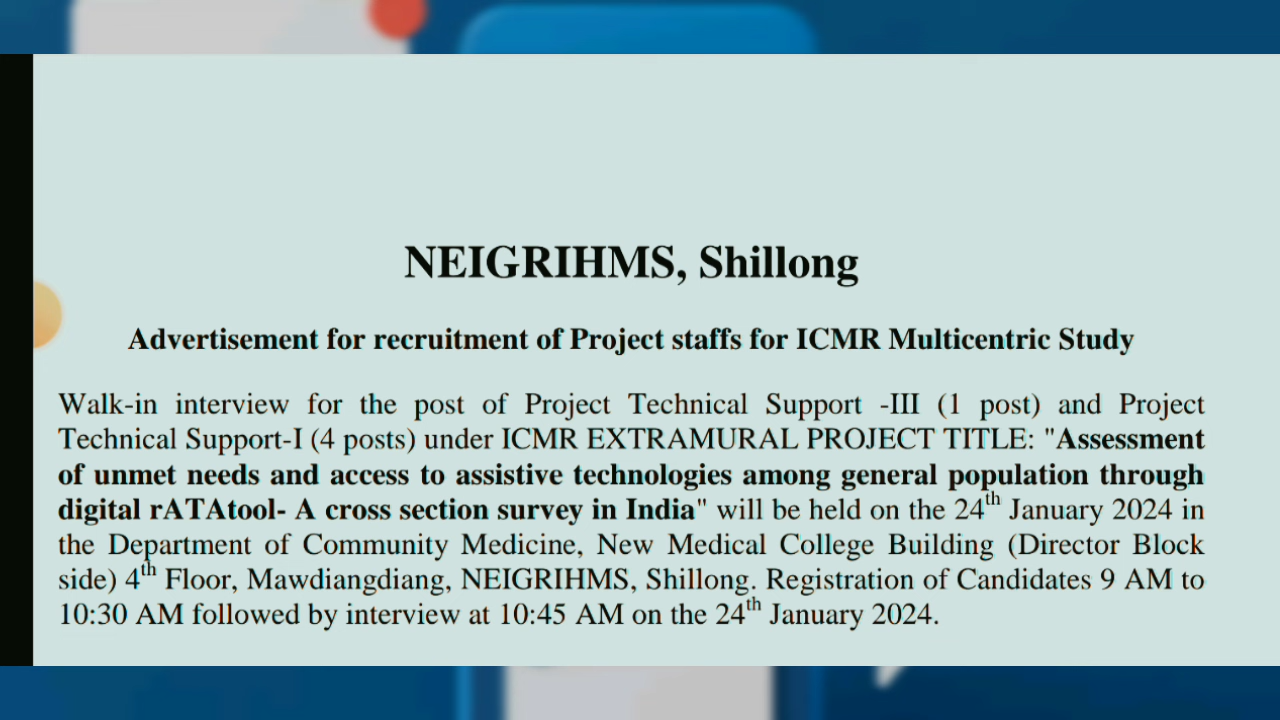 NEIGRIHMS, Shillong
Advertisement for recruitment of Project staffs for ICMR Multicentric Study
Walk-in interview for the post of Project Technical Support -III (1 post) and Project
Technical Support-I (4 posts) under ICMR EXTRAMURAL PROJECT TITLE: "Assessment
of unmet needs and access to assistive technologies among general population through
digital rATAtool- A cross section survey in India" will be held on the 24th January 2024 in
the Department of Community Medicine, New Medical College Building (Director Block
side) 4th Floor, Mawdiangdiang, NEIGRIHMS, Shillong. Registration of Candidates 9 AM to
10:30 AM followed by interview at 10:45 AM on the 24th January 2024.